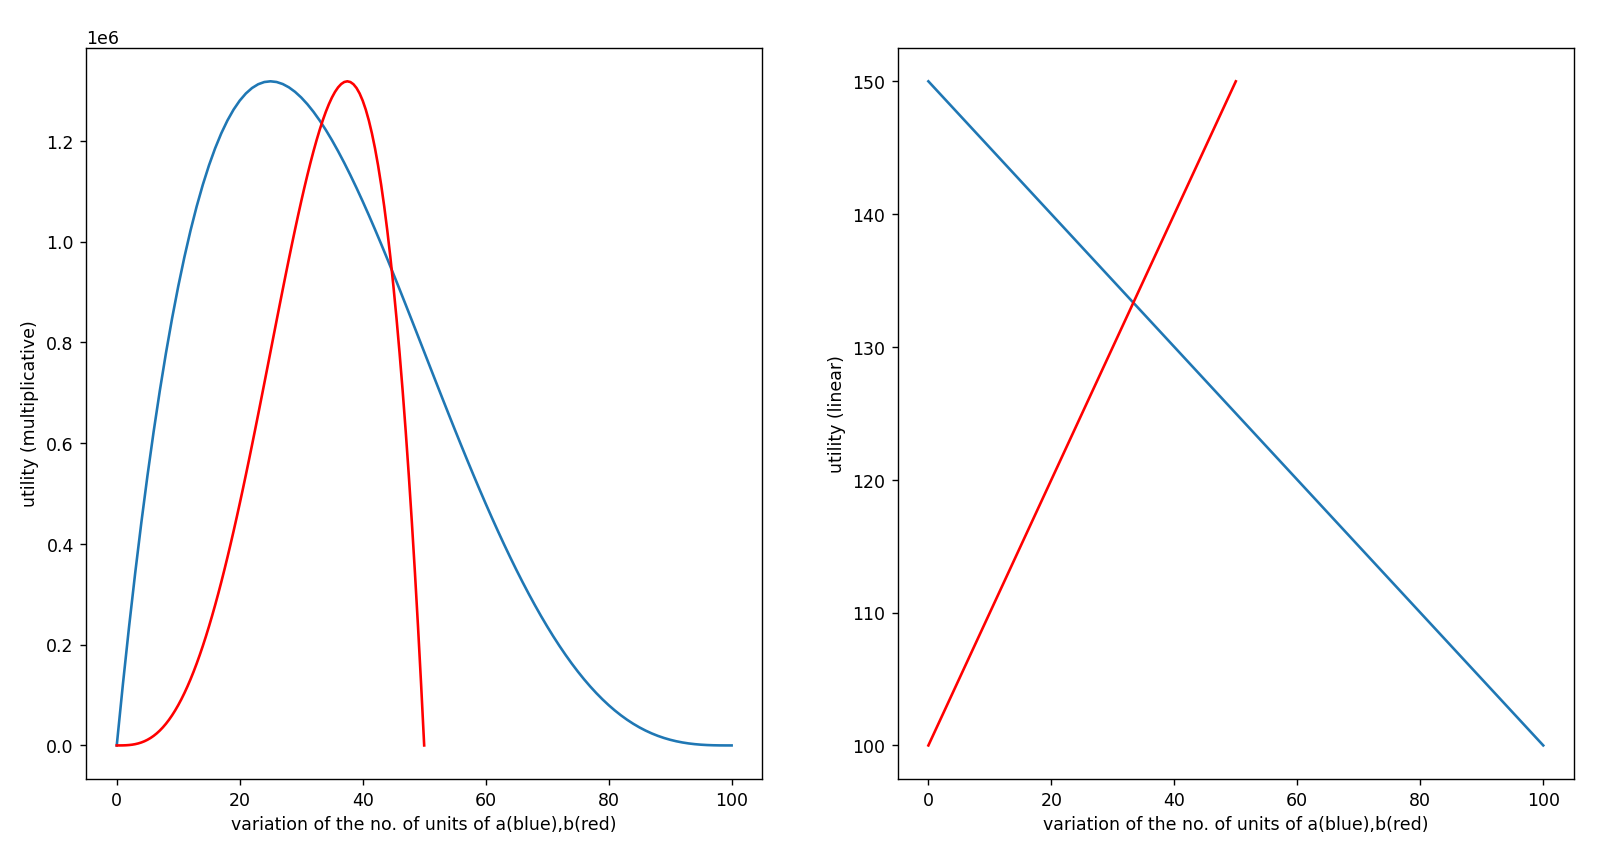 1e6
1.2
1.0
0.8
0.6
0.4
0.2
0.0
0 20 40 60 80 100
utility (multiplicative)
variation of the no. of units of a(blue),b(red)
150
140
130
120
110
100
0 20 40 60 80 100
utility (linear)
variation of the no. of units of a(blue),b(red)